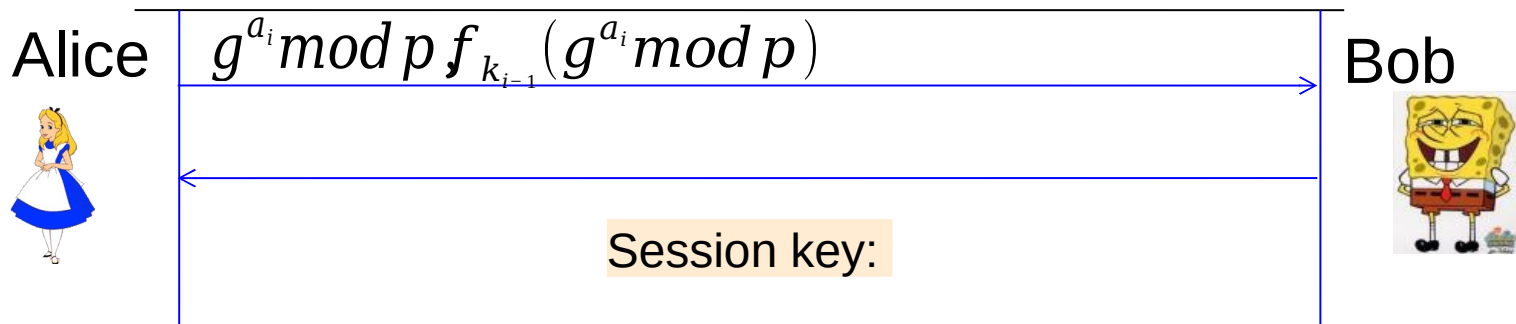 Alice
g^{a_i} mod p, f_{k_{i-1}}(g^{a_i} mod p)
Bob
Session key: